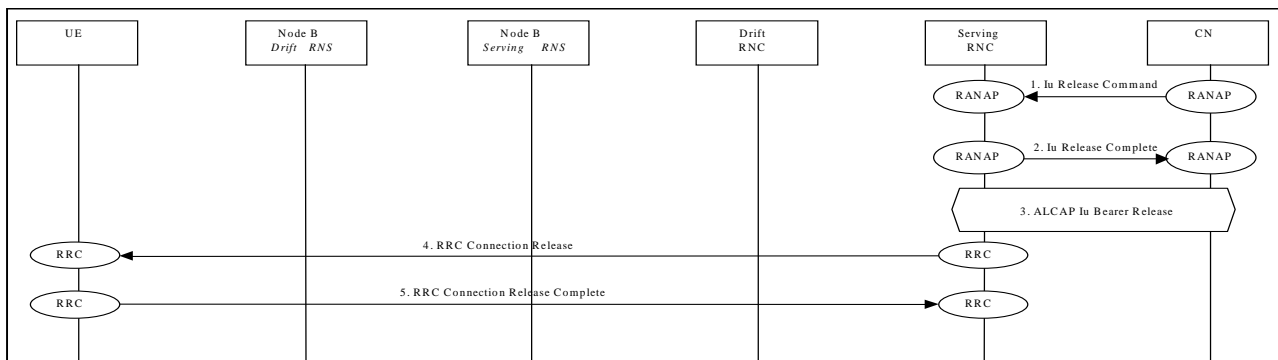 UE
Node B
Drift RNS
Node B
Serving RNS
Drift
RNC
Serving
RNC
CN
RANAP
1. Iu Release Command
RANAP
RANAP
2. Iu Release Complete
RANAP
3. ALCAP Iu Bearer Release
RRC
4. RRC Connection Release
RRC
RRC
5. RRC Connection Release Complete
RRC